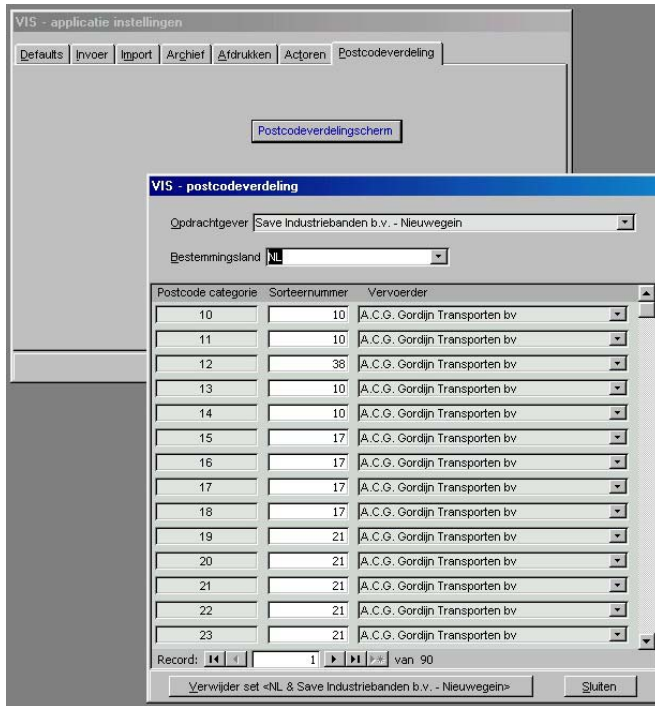 VIS - applicatie instellingen
Defaults Invoer Import Archief Afdrukken Actoren Postcodeverdeling
Postcodeverdelingscherm
VIS - postcodeverdeling
Opdrachtgever Save Industriebanden b.v. - Nieuwegein
Bestemmingsland NL
Postcode categorie Sorteernummer Vervoerder
10 10 A.C.G. Gordijn Transporten bv
11 10 A.C.G. Gordijn Transporten bv
12 38 A.C.G. Gordijn Transporten bv
13 10 A.C.G. Gordijn Transporten bv
14 10 A.C.G. Gordijn Transporten bv
15 17 A.C.G. Gordijn Transporten bv
16 17 A.C.G. Gordijn Transporten bv
17 17 A.C.G. Gordijn Transporten bv
18 17 A.C.G. Gordijn Transporten bv
19 21 A.C.G. Gordijn Transporten bv
20 21 A.C.G. Gordijn Transporten bv
21 21 A.C.G. Gordijn Transporten bv
22 21 A.C.G. Gordijn Transporten bv
23 21 A.C.G. Gordijn Transporten bv
Record: 1 van 90
Verwijder set <NL & Save Industriebanden b.v. - Nieuwegein> Sluiten